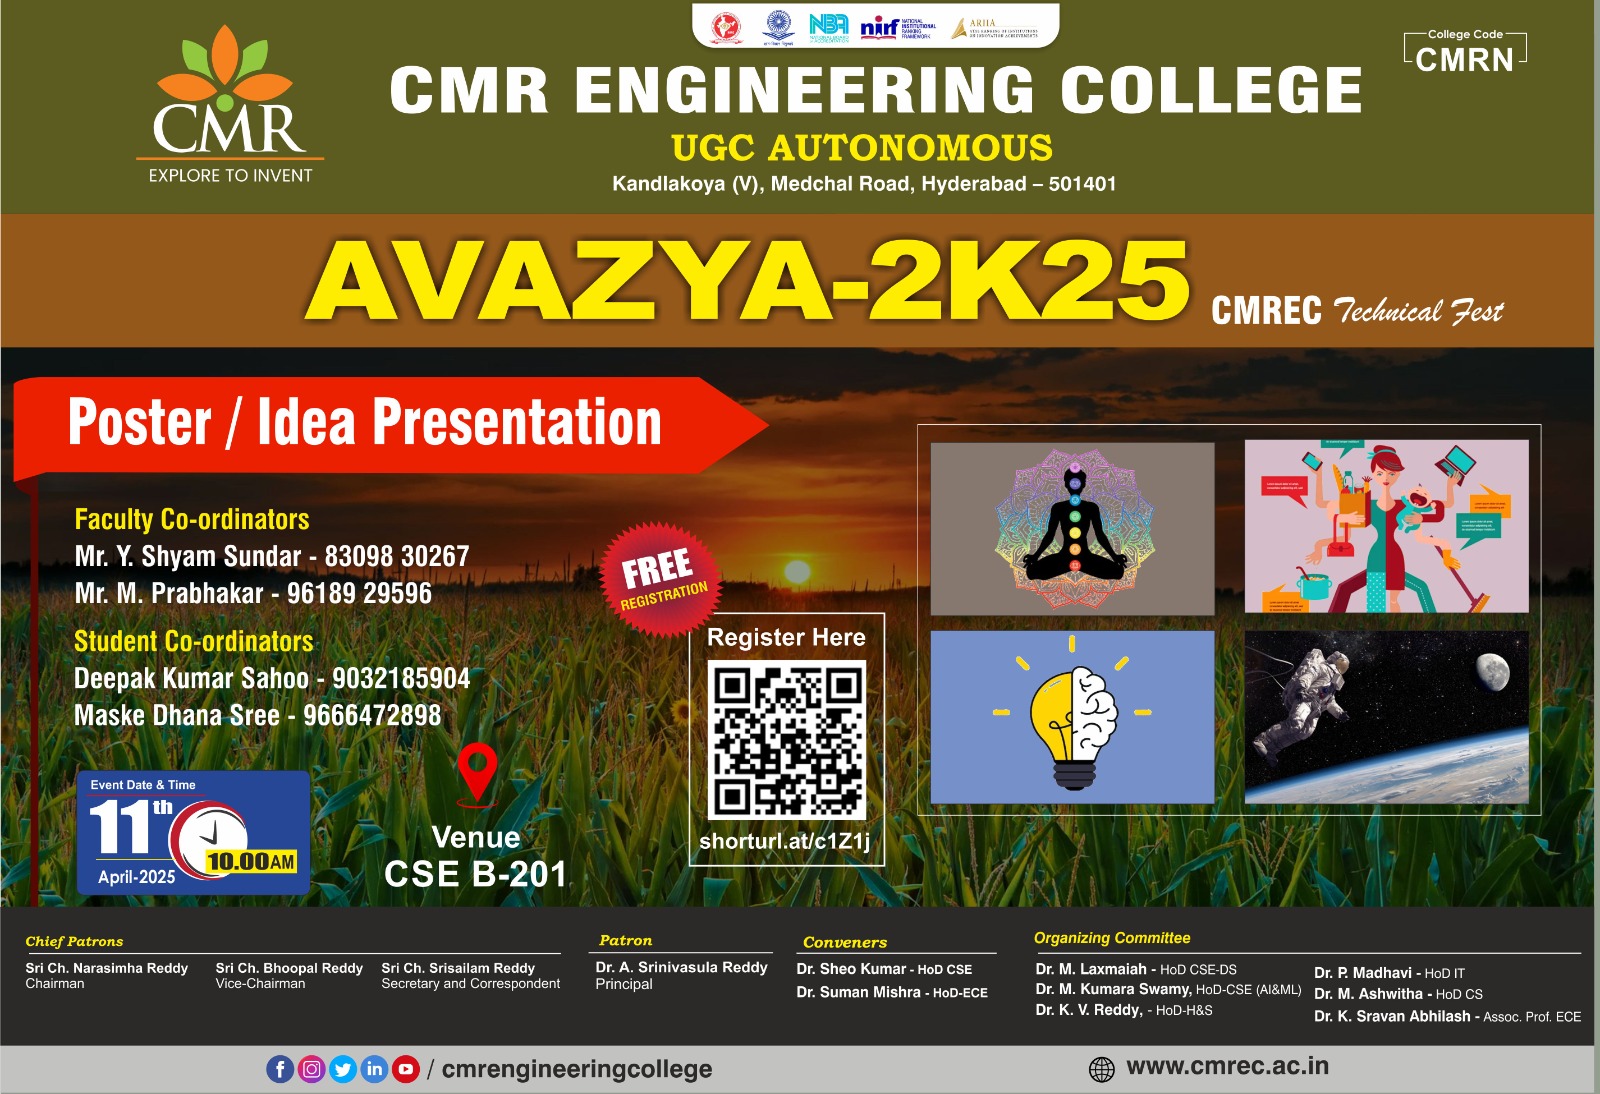 NBA
nirf
NATIONAL
INSTITUTIONAL
RANKING
FRAMEWORK
ARIIA
College Code
CMRN
CMR
EXPLORE TO INVENT
CMR ENGINEERING COLLEGE
UGC AUTONOMOUS
Kandlakoya (V), Medchal Road, Hyderabad – 501401
AVAZYA-2K25
CMREC Technical Fest
Poster / Idea Presentation
Faculty Co-ordinators
Mr. Y. Shyam Sundar - 83098 30267
Mr. M. Prabhakar - 96189 29596
Student Co-ordinators
Deepak Kumar Sahoo - 9032185904
Maske Dhana Sree - 9666472898
FREE
REGISTRATION
Register Here
shorturl.at/c1Z1j
Event Date & Time
11th
10.00AM
April-2025
Venue
CSE B-201
Chief Patrons
Sri Ch. Narasimha Reddy
Chairman
Sri Ch. Bhoopal Reddy
Vice-Chairman
Sri Ch. Srisailam Reddy
Secretary and Correspondent
Patron
Dr. A. Srinivasula Reddy
Principal
Conveners
Dr. Sheo Kumar - HoD CSE
Dr. Suman Mishra - HoD-ECE
Organizing Committee
Dr. M. Laxmaiah - HoD CSE-DS
Dr. M. Kumara Swamy, HoD-CSE (AI&ML)
Dr. K. V. Reddy, - HoD-H&S
Dr. P. Madhavi - HoD IT
Dr. M. Ashwitha - HoD CS
Dr. K. Sravan Abhilash - Assoc. Prof. ECE
/ cmrengineeringcollege
www.cmrec.ac.in